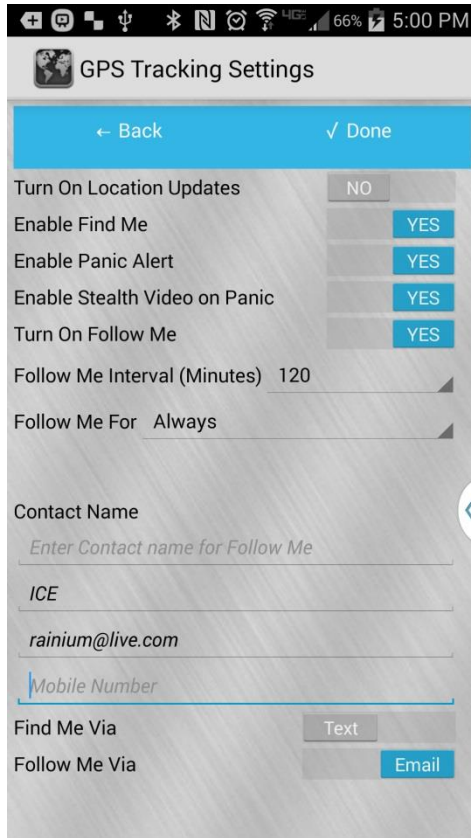 4G 66% 5:00 PM
GPS Tracking Settings
← Back √ Done
Turn On Location Updates NO
Enable Find Me YES
Enable Panic Alert YES
Enable Stealth Video on Panic YES
Turn On Follow Me YES
Follow Me Interval (Minutes) 120
Follow Me For Always
Contact Name
Enter Contact name for Follow Me
ICE
rainium@live.com
Mobile Number
Find Me Via Text
Follow Me Via Email